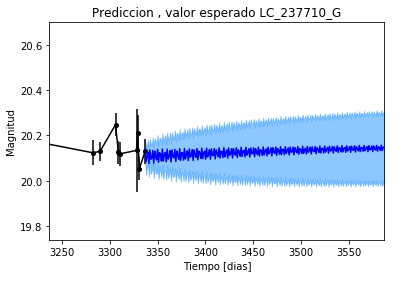 Prediccion , valor esperado LC_237710_G
Magnitud
20.6
20.4
20.2
20.0
19.8
3250 3300 3350 3400 3450 3500 3550
Tiempo [dias]